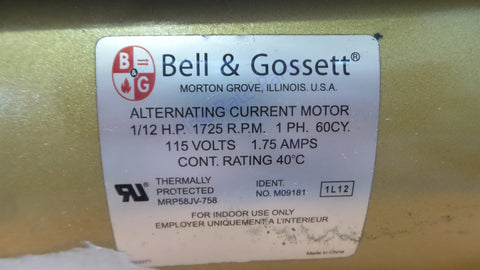 B=
&
G
Bell & Gossett®
MORTON GROVE, ILLINOIS. U.S.A.
ALTERNATING CURRENT MOTOR
1/12 H.P. 1725 R.P.M. 1 PH. 60CY.
115 VOLTS 1.75 AMPS
CONT. RATING 40°C
THERMALLY
PROTECTED
MRP58JV-758
IDENT.
NO. M09181
1L12
FOR INDOOR USE ONLY
EMPLOYER UNIQUEMENT A L'INTERIEUR
Made in China